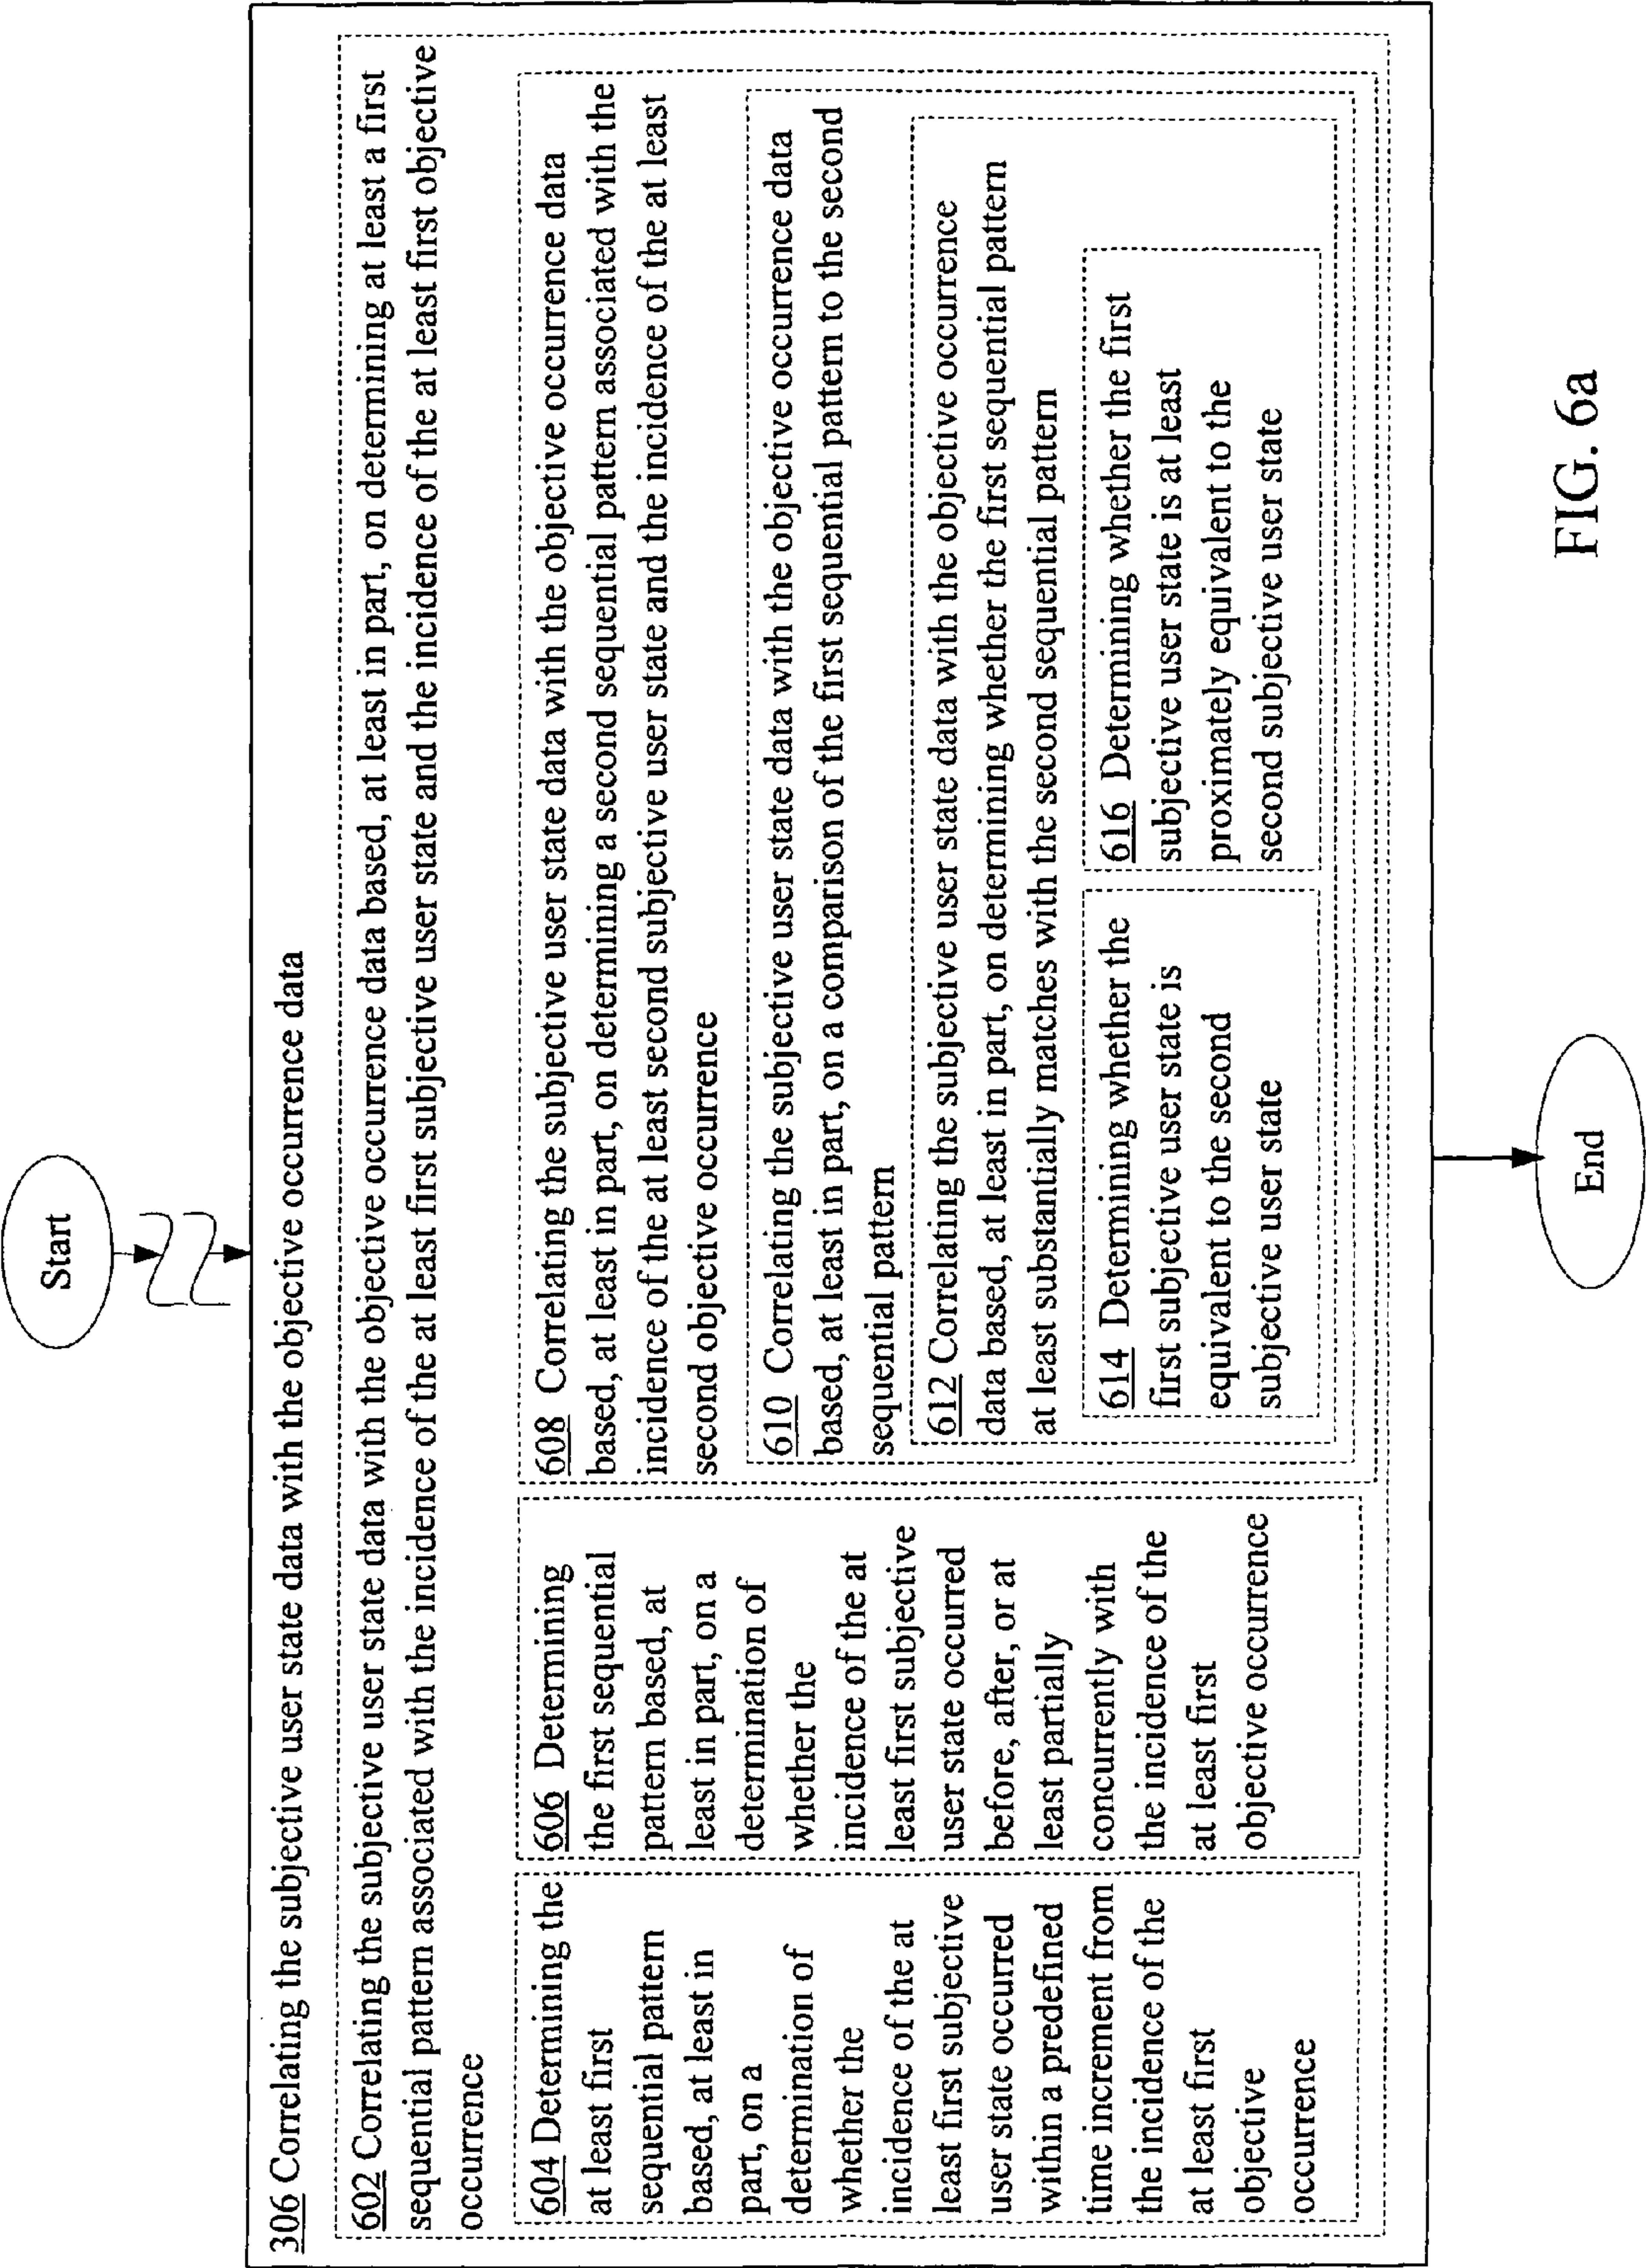 Start
306 Correlating the subjective user state data with the objective occurrence data
602 Correlating the subjective user state data with the objective occurrence data based, at least in part, on determining at least a first
sequential pattern associated with the incidence of the at least first subjective user state and the incidence of the at least first objective
occurrence
604 Determining the
at least first
sequential pattern
based, at least in
part, on a
determination of
whether the
incidence of the at
least first subjective
user state occurred
within a predefined
time increment from
the incidence of the
at least first
objective
occurrence
606 Determining
the first sequential
pattern based, at
least in part, on a
determination of
whether the
incidence of the at
least first subjective
user state occurred
before, after, or at
least partially
concurrently with
the incidence of the
at least first
objective occurrence
608 Correlating the subjective user state data with the objective occurrence data
based, at least in part, on determining a second sequential pattern associated with the
incidence of the at least second subjective user state and the incidence of the at least
second objective occurrence
610 Correlating the subjective user state data with the objective occurrence data
based, at least in part, on a comparison of the first sequential pattern to the second
sequential pattern
612 Correlating the subjective user state data with the objective occurrence
data based, at least in part, on determining whether the first sequential pattern
at least substantially matches with the second sequential pattern
614 Determining whether the
first subjective user state is
equivalent to the second
subjective user state
616 Determining whether the first
subjective user state is at least
proximately equivalent to the
second subjective user state
End
FIG. 6a